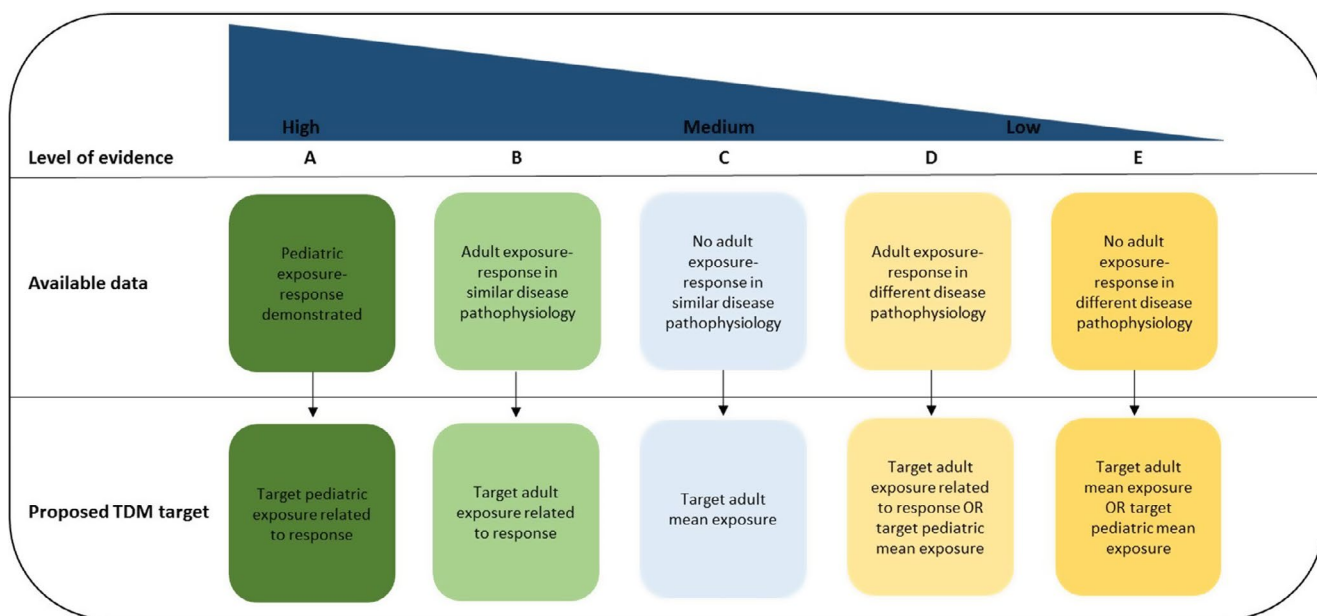 High Medium Low
Level of evidence A B C D E
Available data
Pediatric
exposure-
response
demonstrated
Adult exposure-
response in
similar disease
pathophysiology
No adult
exposure-
response in
similar disease
pathophysiology
Adult exposure-
response in
different disease
pathophysiology
No adult
exposure-
response in
different disease
pathophysiology
Proposed TDM target
Target pediatric
exposure related
to response
Target adult
exposure related
to response
Target adult
mean exposure
Target adult
exposure related
to response OR
target pediatric
mean exposure
Target adult
mean exposure
OR target
pediatric mean
exposure